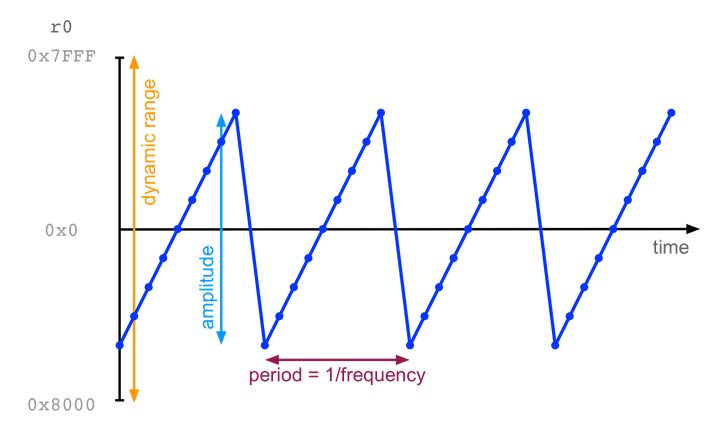 r0
0x7FFF
dynamic range
0x0
time
amplitude
period = 1/frequency
0x8000